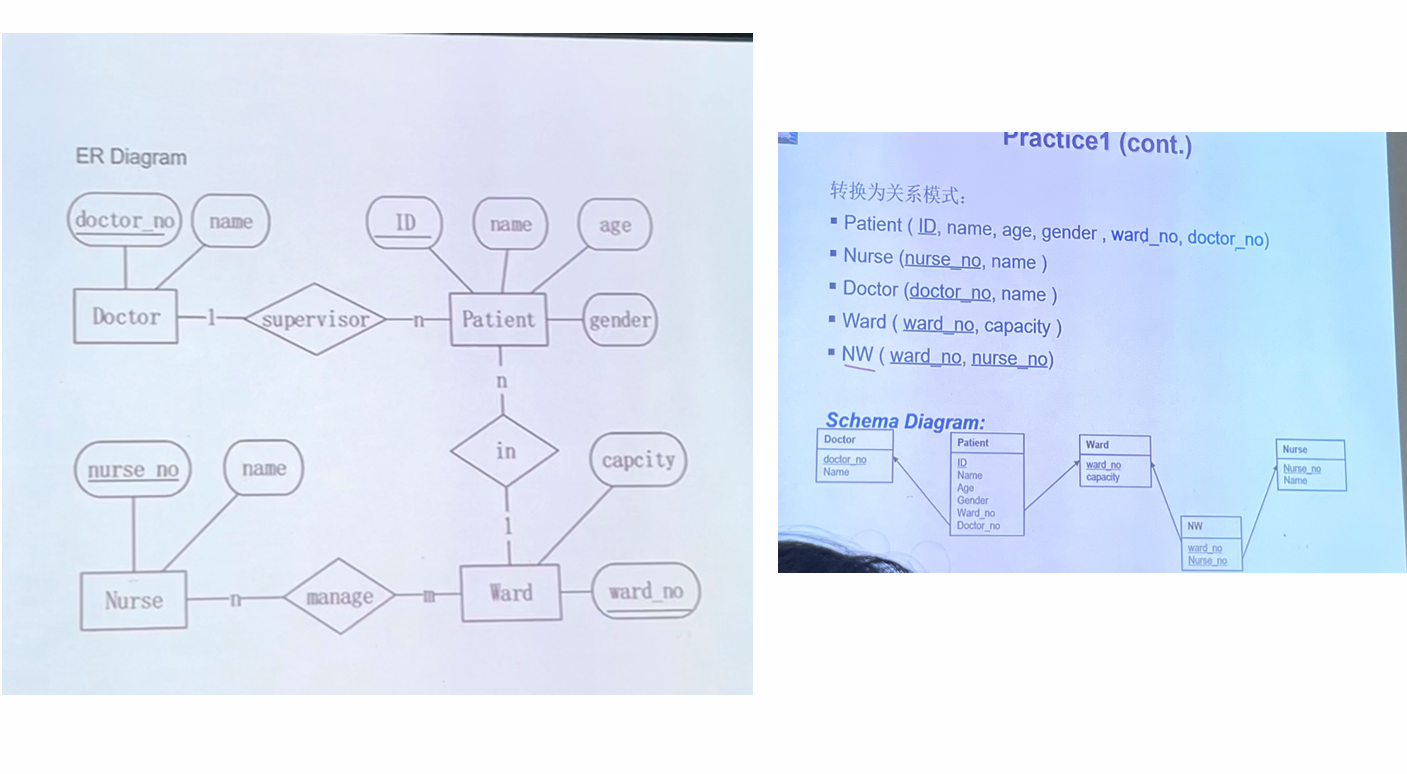 ER Diagram
doctor_no
name
ID
name
age
Doctor
1
supervisor
n
Patient
gender
n
in
1
nurse no
name
capcity
Nurse
n
manage
m
Ward
ward_no
Practice1 (cont.)
转换为关系模式:
▪ Patient ( ID, name, age, gender , ward_no, doctor_no)
▪ Nurse (nurse_no, name )
▪ Doctor (doctor_no, name )
▪ Ward ( ward_no, capacity )
▪ NW ( ward_no, nurse_no)
Schema Diagram:
Doctor
doctor_no
Name
Patient
ID
Name
Age
Gender
Ward_no
Doctor_no
Ward
ward_no
capacity
NW
ward_no
Nurse_no
Nurse
Nurse_no
Name